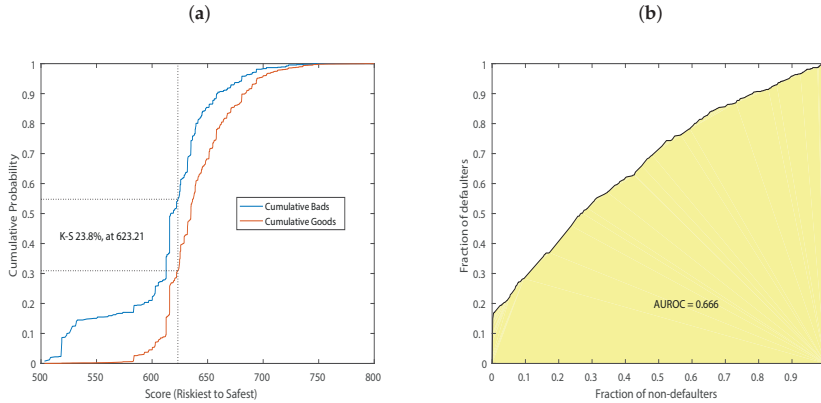 (a)
1
0.9
0.8
0.7
0.6
0.5
0.4
0.3
0.2
0.1
0
Cumulative Probability
K-S 23.8%, at 623.21
Cumulative Bads
Cumulative Goods
500 550 600 650 700 750 800
Score (Riskiest to Safest)
(b)
1
0.9
0.8
0.7
0.6
0.5
0.4
0.3
0.2
0.1
0
Fraction of defaulters
AUROC = 0.666
0 0.1 0.2 0.3 0.4 0.5 0.6 0.7 0.8 0.9
Fraction of non-defaulters